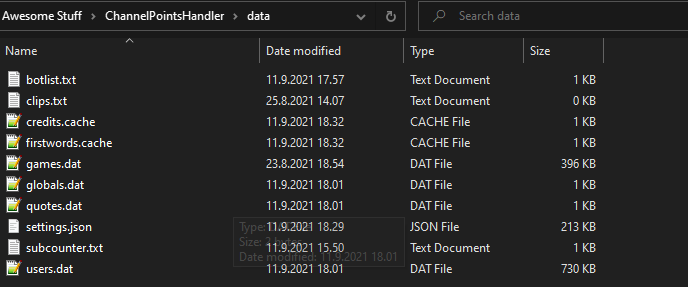 Awesome Stuff > ChannelPointsHandler > data Search data
Name Date modified Type Size
botlist.txt 11.9.2021 17.57 Text Document 1 KB
clips.txt 25.8.2021 14.07 Text Document 0 KB
credits.cache 11.9.2021 18.32 CACHE File 1 KB
firstwords.cache 11.9.2021 18.32 CACHE File 1 KB
games.dat 23.8.2021 18.54 DAT File 396 KB
globals.dat 11.9.2021 18.01 DAT File 1 KB
quotes.dat 11.9.2021 18.01 DAT File 1 KB
settings.json 11.9.2021 18.29 JSON File 213 KB
Type:
subcounter.txt 11.9.2021 15.50 Text Document 1 KB
Size: 2 bytes
Date modified: 11.9.2021 18.01
users.dat 11.9.2021 18.01 DAT File 730 KB